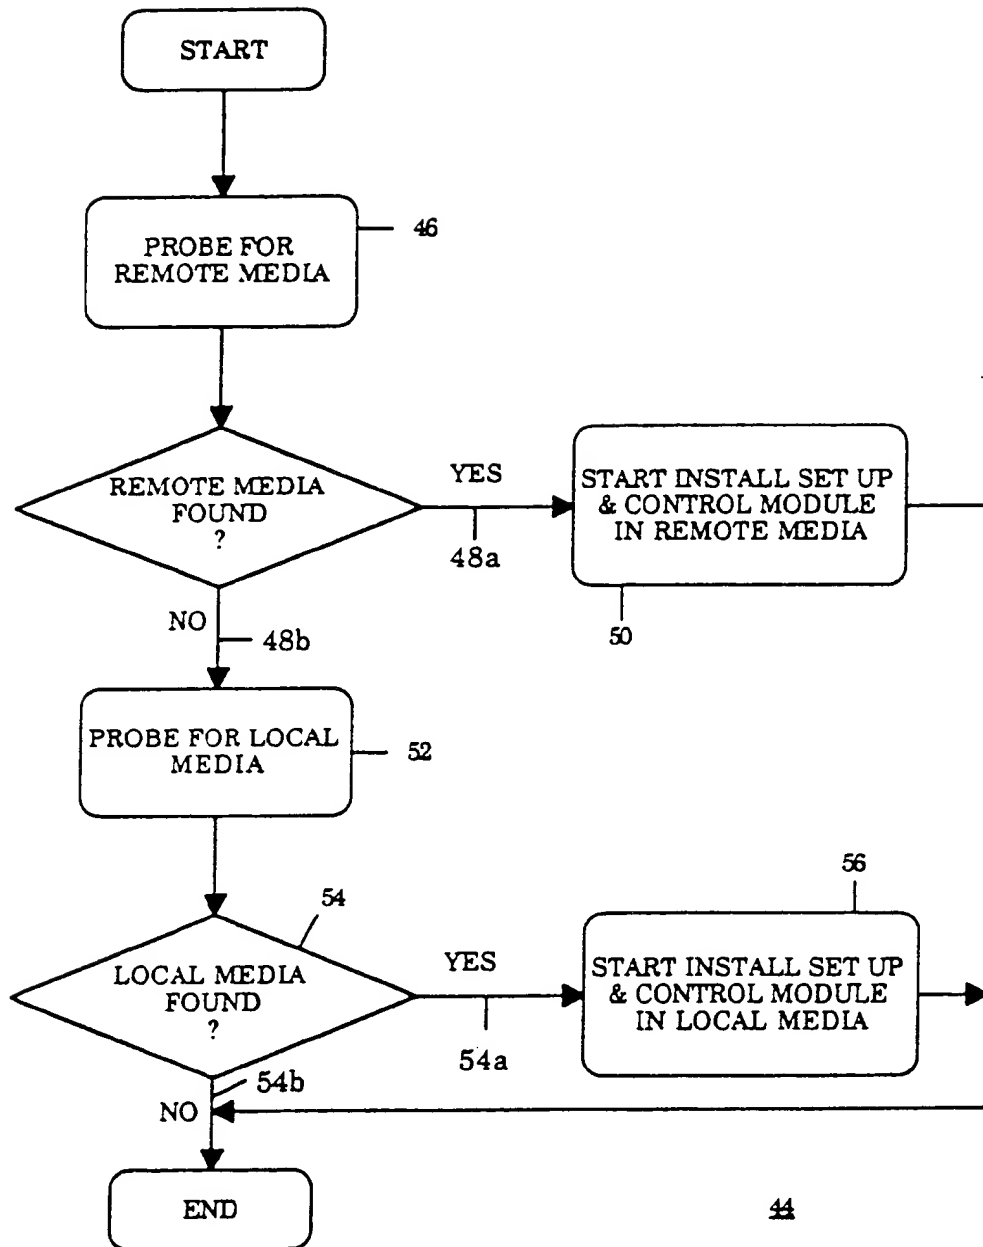 START
PROBE FOR
REMOTE MEDIA
46
REMOTE MEDIA
FOUND
?
YES
48a
START INSTALL SET UP
& CONTROL MODULE
IN REMOTE MEDIA
50
NO
48b
PROBE FOR LOCAL
MEDIA
52
54
LOCAL MEDIA
FOUND
?
YES
54a
56
START INSTALL SET UP
& CONTROL MODULE
IN LOCAL MEDIA
54b
NO
END
44